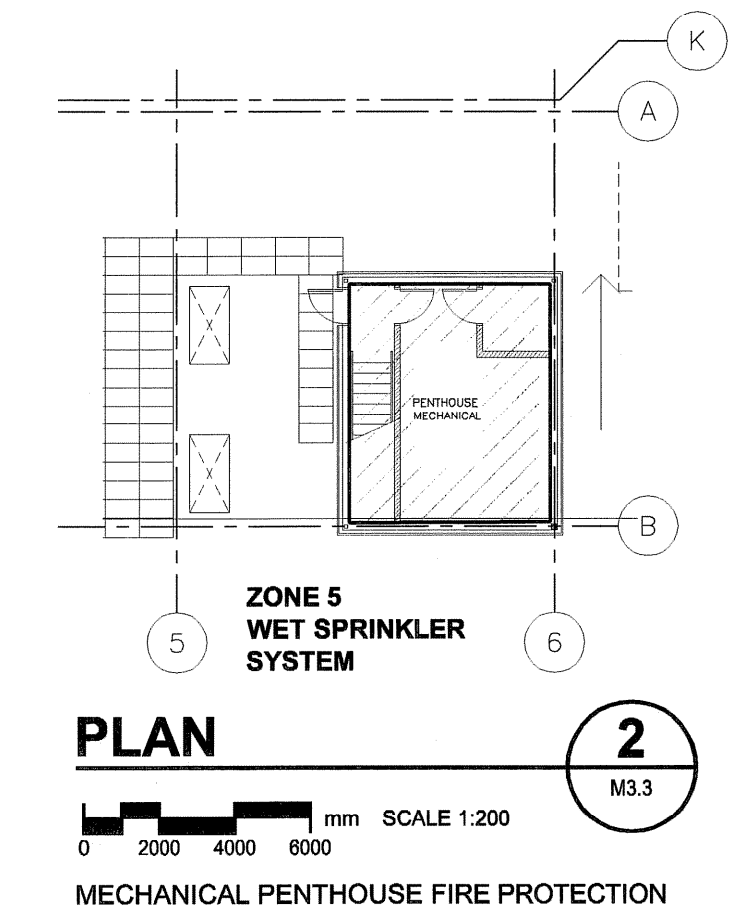 K
A
PENTHOUSE
MECHANICAL
B
5
6
ZONE 5
WET SPRINKLER
SYSTEM
PLAN
2
M3.3
mm SCALE 1:200
0 2000 4000 6000
MECHANICAL PENTHOUSE FIRE PROTECTION